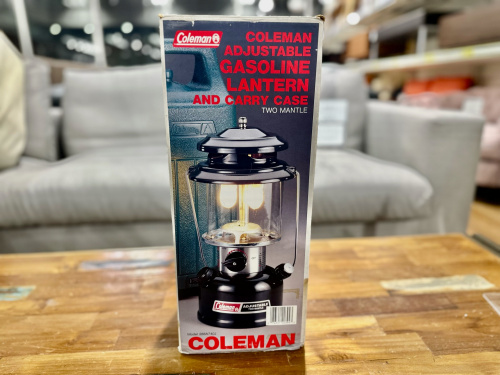 Coleman
COLEMAN
ADJUSTABLE
GASOLINE
LANTERN
AND CARRY CASE
TWO MANTLE
Coleman
ADJUSTABLE
COLEMAN